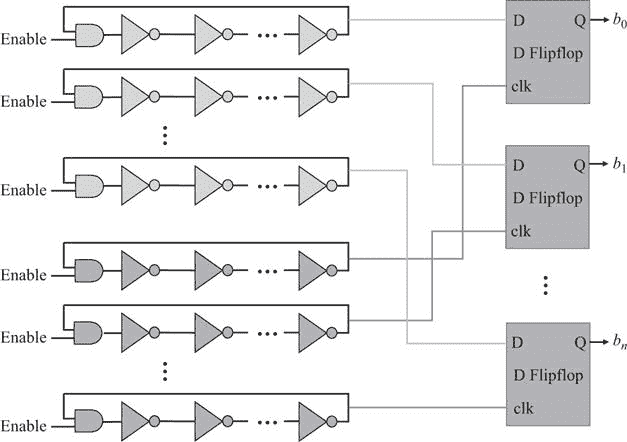 Enable
Enable
Enable
Enable
Enable
Enable
D Q b0
D Flipflop
clk
D Q b1
D Flipflop
clk
D Q bn
D Flipflop
clk